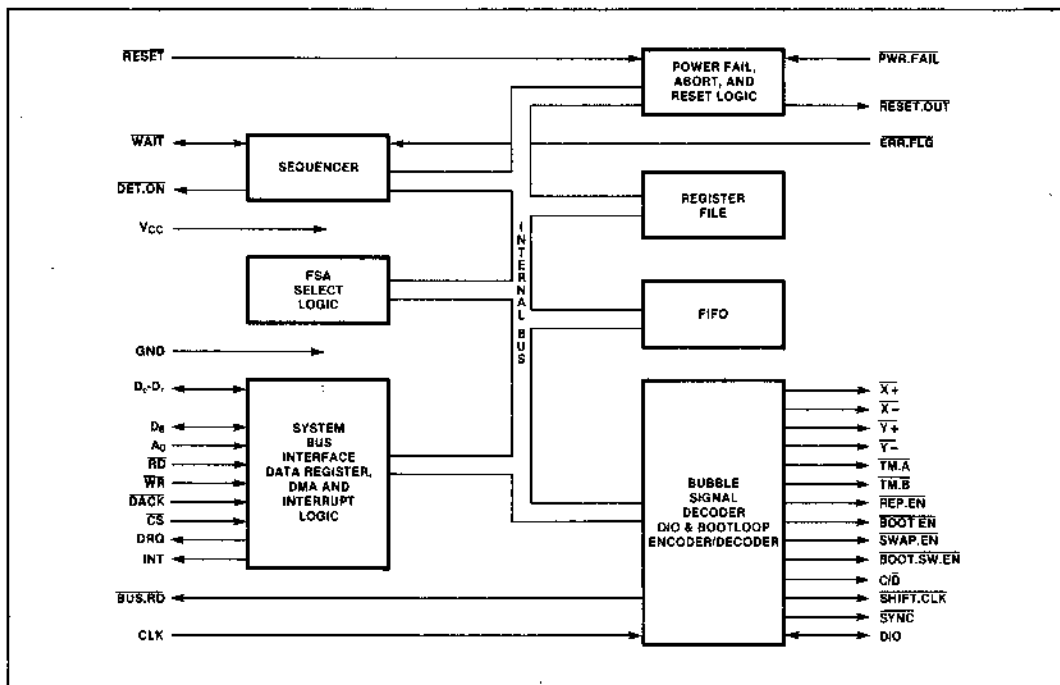 RESET
WAIT
DET.ON
VCC
GND
D₀-D₇
D₈
A₀
RD
WR
DACK
CS
DRQ
INT
BUS.RD
CLK
POWER FAIL,
ABORT, AND
RESET LOGIC
SEQUENCER
REGISTER
FILE
FSA
SELECT
LOGIC
FIFO
INTERNAL BUS
SYSTEM
BUS
INTERFACE
DATA REGISTER,
DMA AND
INTERRUPT
LOGIC
BUBBLE
SIGNAL
DECODER
DIO & BOOTLOOP
ENCODER/DECODER
PWR.FAIL
RESET.OUT
ERR.FLG
X+
X−
Y+
Y−
TM.A
TM.B
REP.EN
BOOT.EN
SWAP.EN
BOOT.SW.EN
C/D
SHIFT.CLK
SYNC
DIO